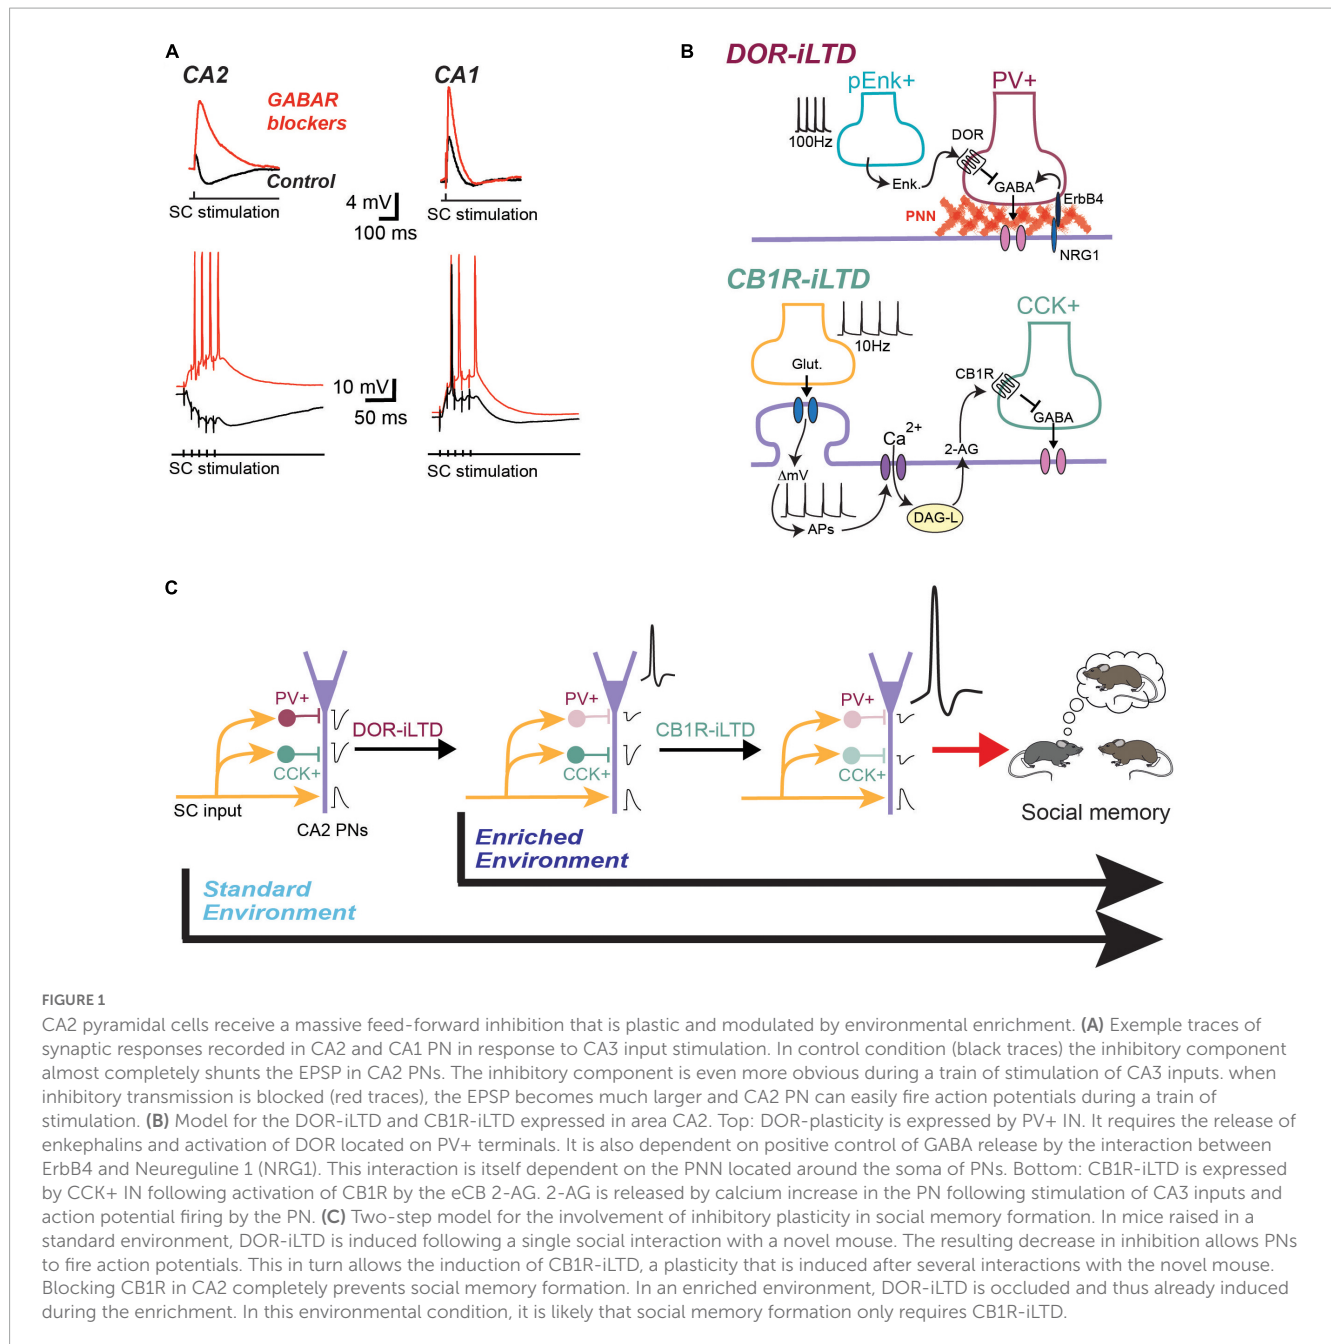 A
CA2
CA1
GABAR
blockers
Control
SC stimulation
4 mV
100 ms
SC stimulation
10 mV
50 ms
SC stimulation
SC stimulation
B
DOR-iLTD
pEnk+
PV+
100Hz
DOR
Enk.
GABA
ErbB4
PNN
NRG1
CB1R-iLTD
CCK+
10Hz
Glut.
CB1R
GABA
Ca2+
2-AG
ΔmV
APs
DAG-L
C
PV+
DOR-iLTD
CCK+
SC input
CA2 PNs
PV+
CB1R-iLTD
CCK+
PV+
CCK+
Social memory
Enriched
Environment
Standard
Environment
FIGURE 1
CA2 pyramidal cells receive a massive feed-forward inhibition that is plastic and modulated by environmental enrichment. (A) Exemple traces of
synaptic responses recorded in CA2 and CA1 PN in response to CA3 input stimulation. In control condition (black traces) the inhibitory component
almost completely shunts the EPSP in CA2 PNs. The inhibitory component is even more obvious during a train of stimulation of CA3 inputs. when
inhibitory transmission is blocked (red traces), the EPSP becomes much larger and CA2 PN can easily fire action potentials during a train of
stimulation. (B) Model for the DOR-iLTD and CB1R-iLTD expressed in area CA2. Top: DOR-plasticity is expressed by PV+ IN. It requires the release of
enkephalins and activation of DOR located on PV+ terminals. It is also dependent on positive control of GABA release by the interaction between
ErbB4 and Neureguline 1 (NRG1). This interaction is itself dependent on the PNN located around the soma of PNs. Bottom: CB1R-iLTD is expressed
by CCK+ IN following activation of CB1R by the eCB 2-AG. 2-AG is released by calcium increase in the PN following stimulation of CA3 inputs and
action potential firing by the PN. (C) Two-step model for the involvement of inhibitory plasticity in social memory formation. In mice raised in a
standard environment, DOR-iLTD is induced following a single social interaction with a novel mouse. The resulting decrease in inhibition allows PNs
to fire action potentials. This in turn allows the induction of CB1R-iLTD, a plasticity that is induced after several interactions with the novel mouse.
Blocking CB1R in CA2 completely prevents social memory formation. In an enriched environment, DOR-iLTD is occluded and thus already induced
during the enrichment. In this environmental condition, it is likely that social memory formation only requires CB1R-iLTD.